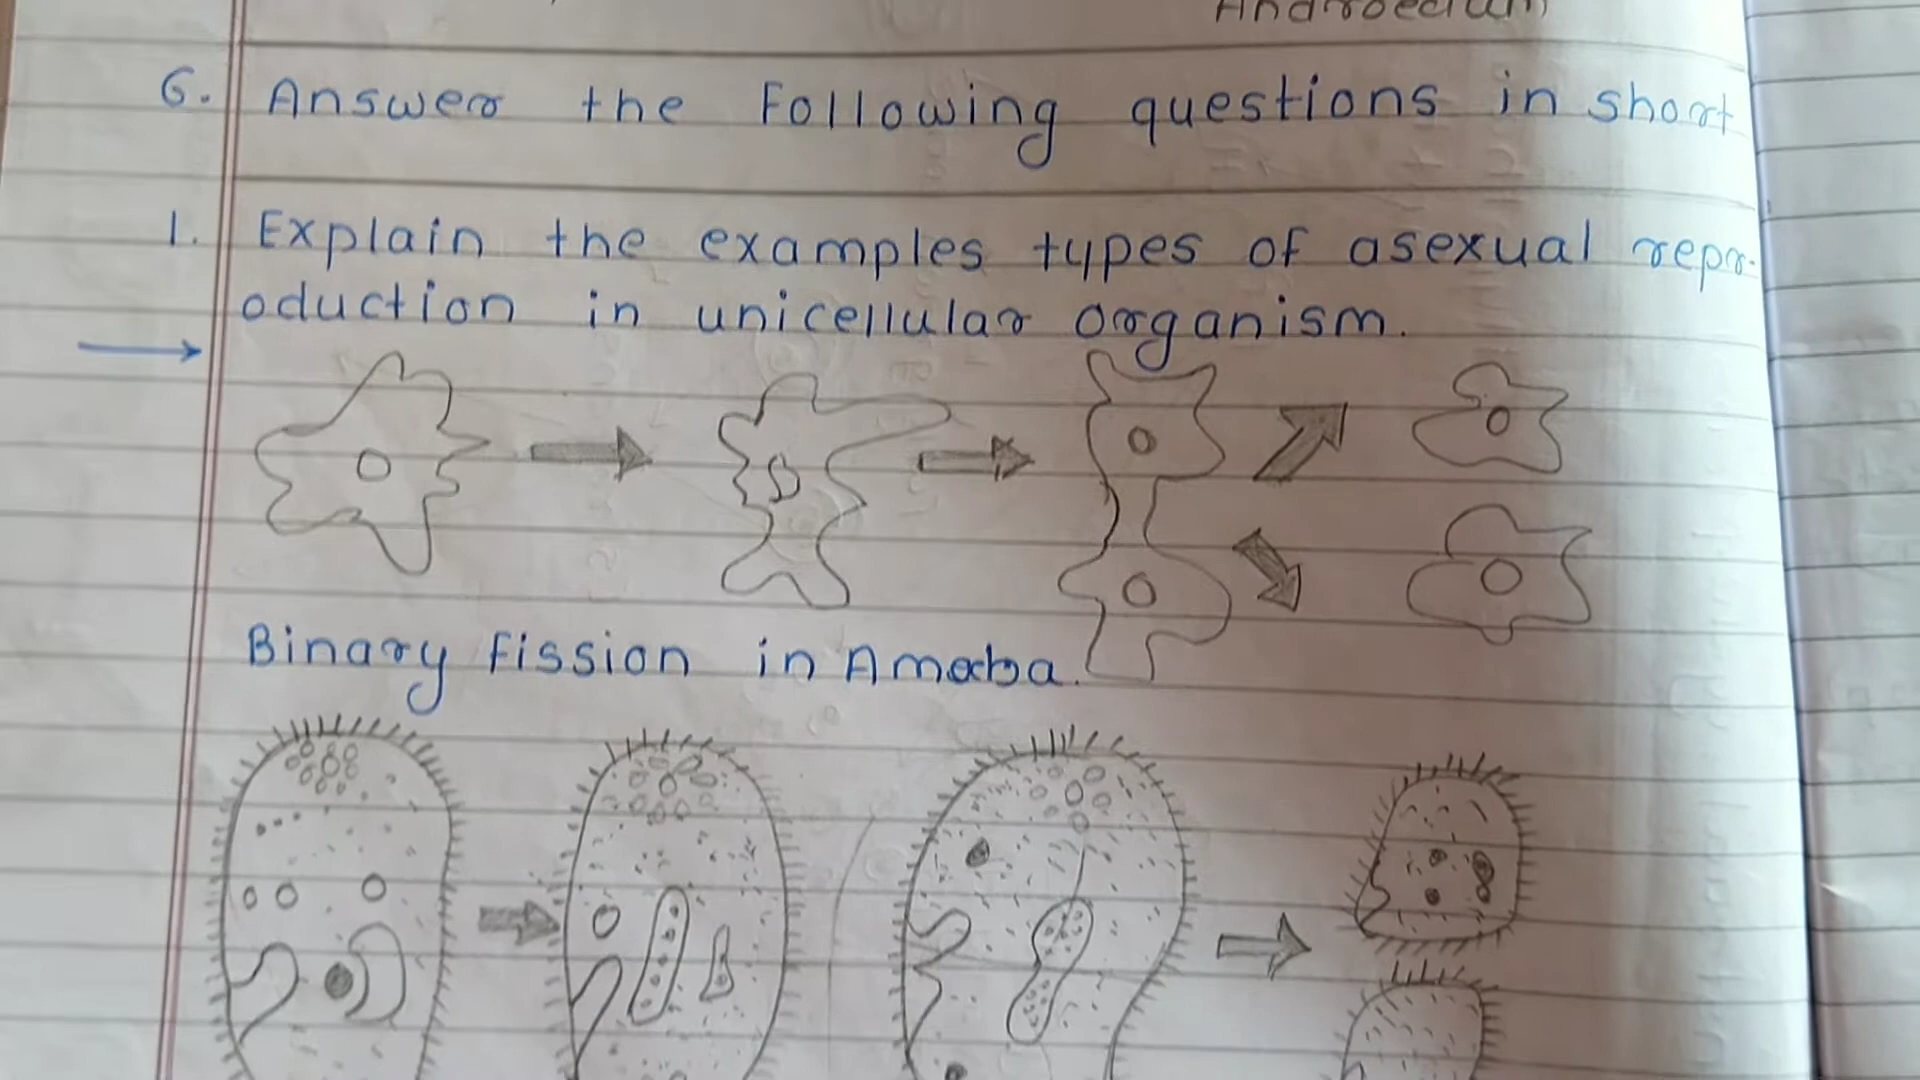 Androecium
6. Answer the Following questions in short
1. Explain the examples types of asexual repr-
oduction in unicellular organism.
Binary Fission in Amoeba.